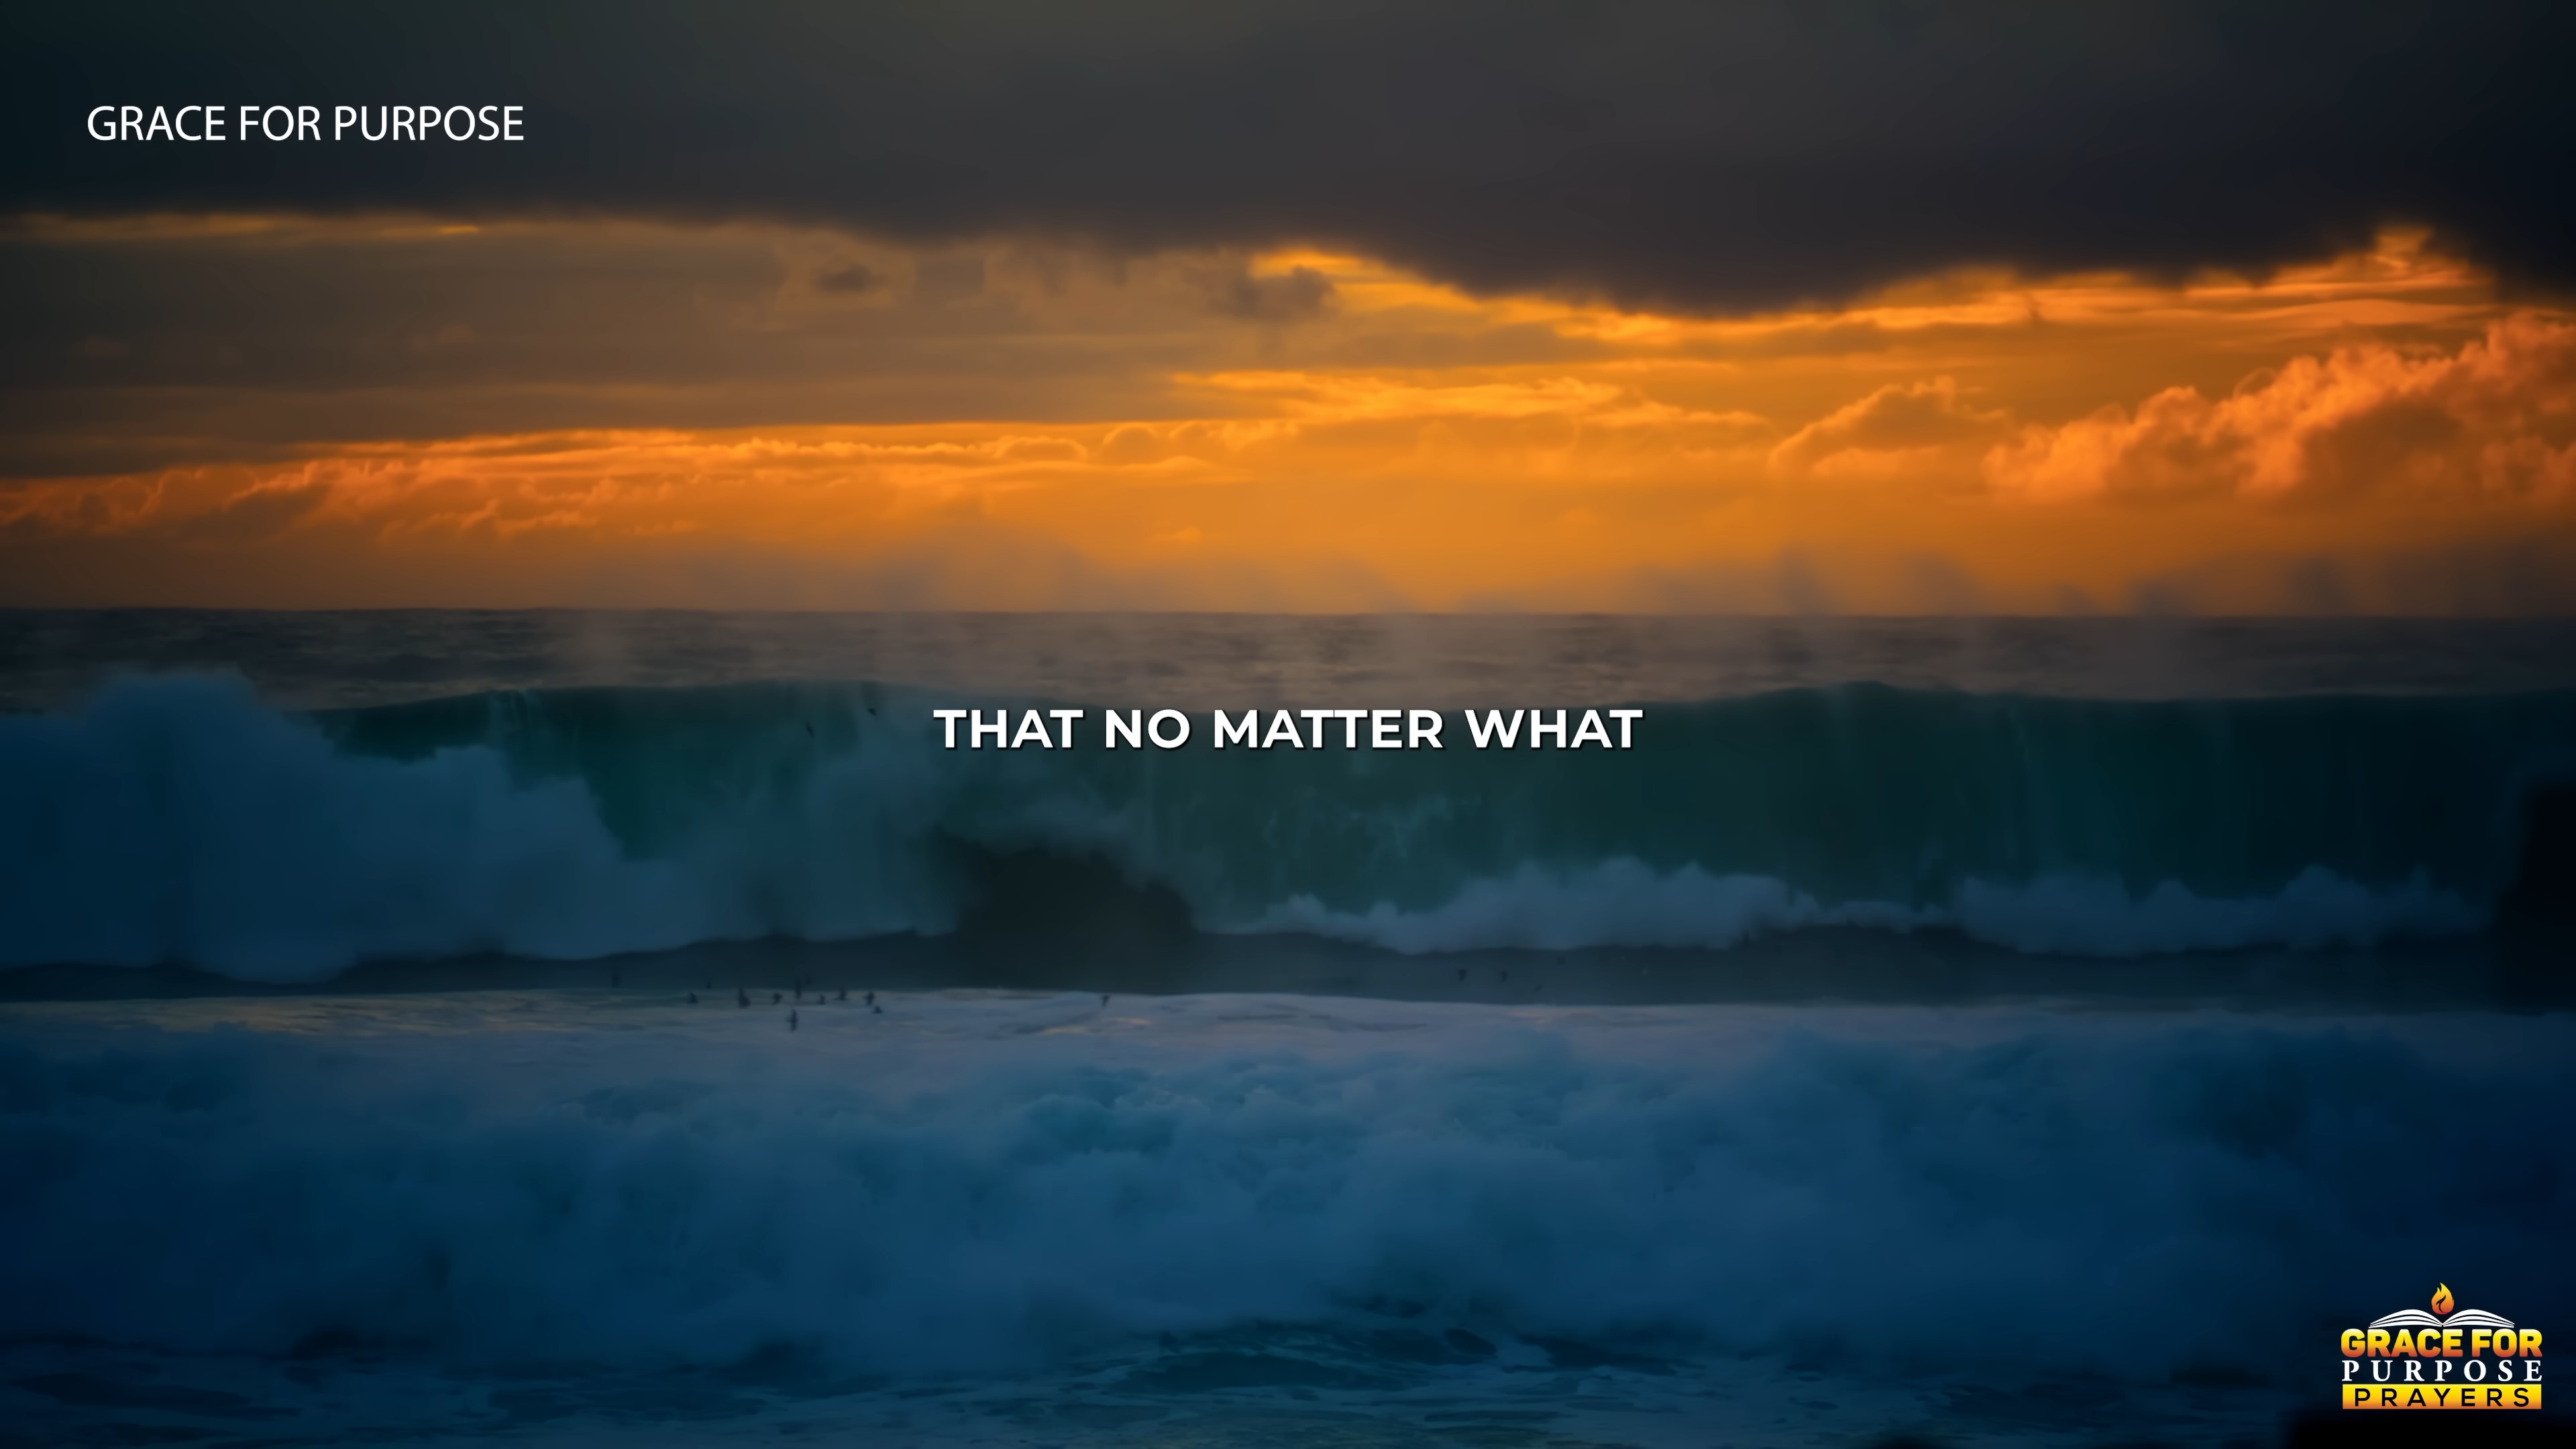 GRACE FOR PURPOSE
THAT NO MATTER WHAT
GRACE FOR
PURPOSE
PRAYERS